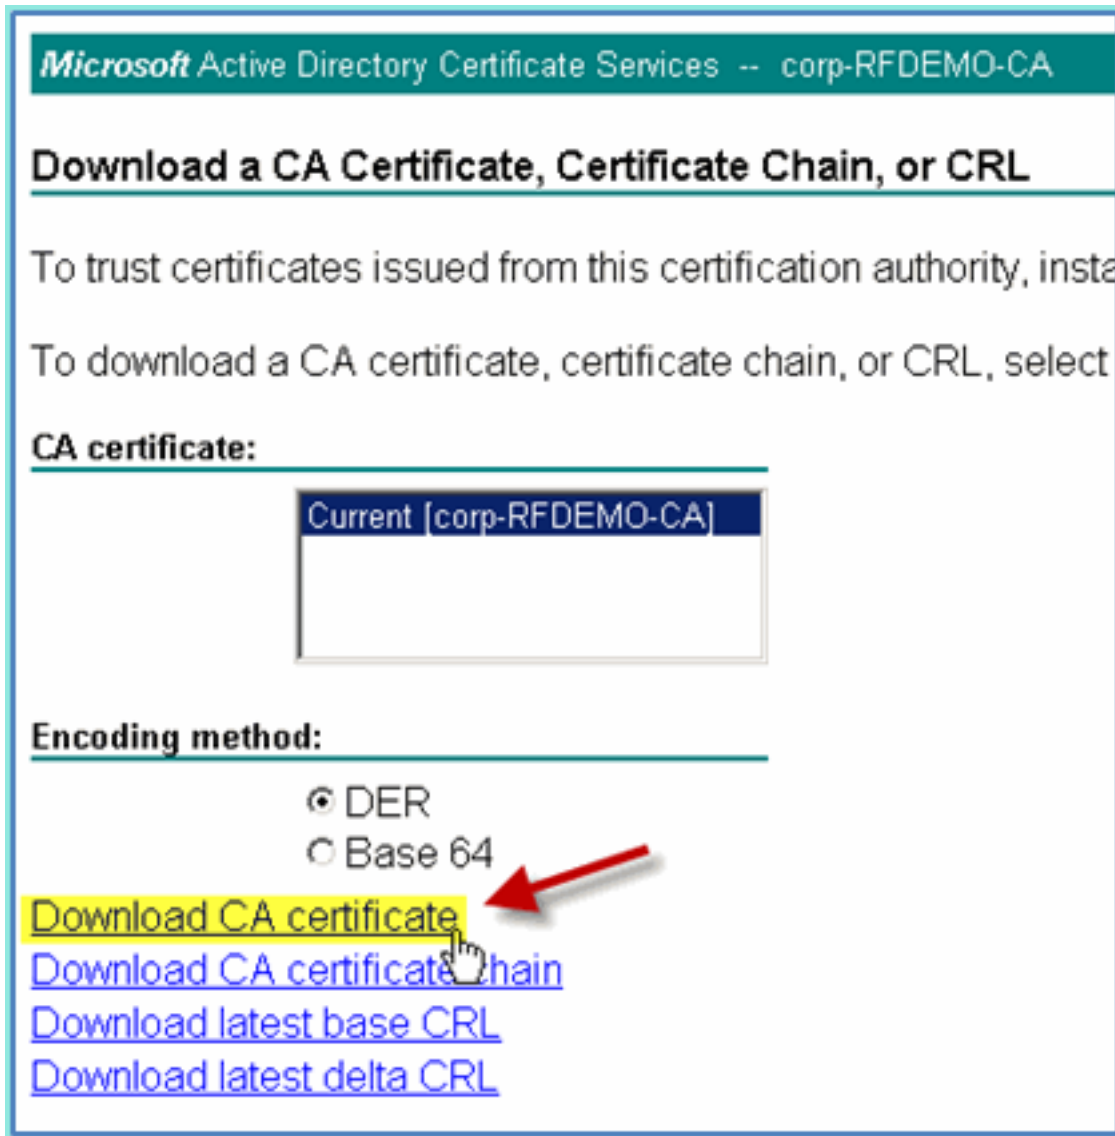 Microsoft Active Directory Certificate Services -- corp-RFDEMO-CA
Download a CA Certificate, Certificate Chain, or CRL
To trust certificates issued from this certification authority, insta
To download a CA certificate, certificate chain, or CRL, select
CA certificate:
Current [corp-RFDEMO-CA]
Encoding method:
DER
Base 64
Download CA certificate
Download CA certificate chain
Download latest base CRL
Download latest delta CRL